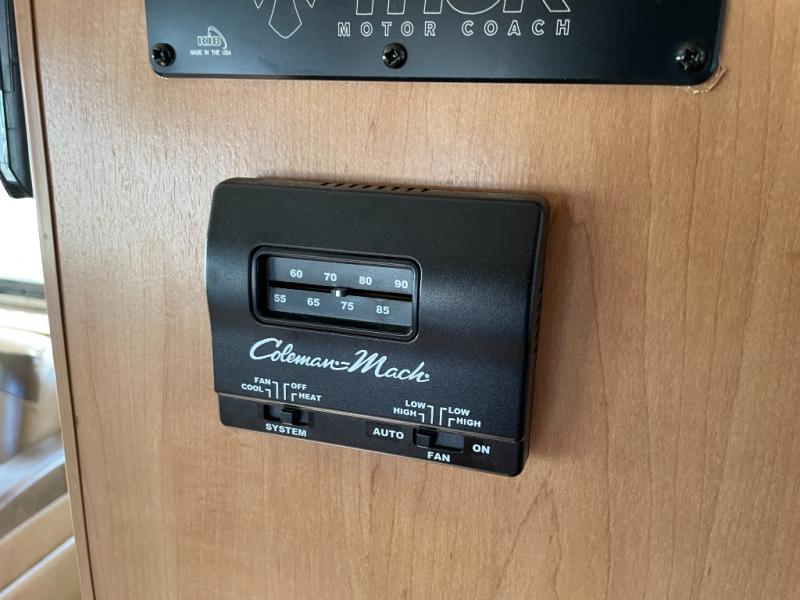 MOTOR COACH
KIB
MADE IN THE USA
60 70 80 90
55 65 75 85
Coleman-Mach
FAN OFF
COOL HEAT
SYSTEM
LOW LOW
HIGH HIGH
AUTO ON
FAN